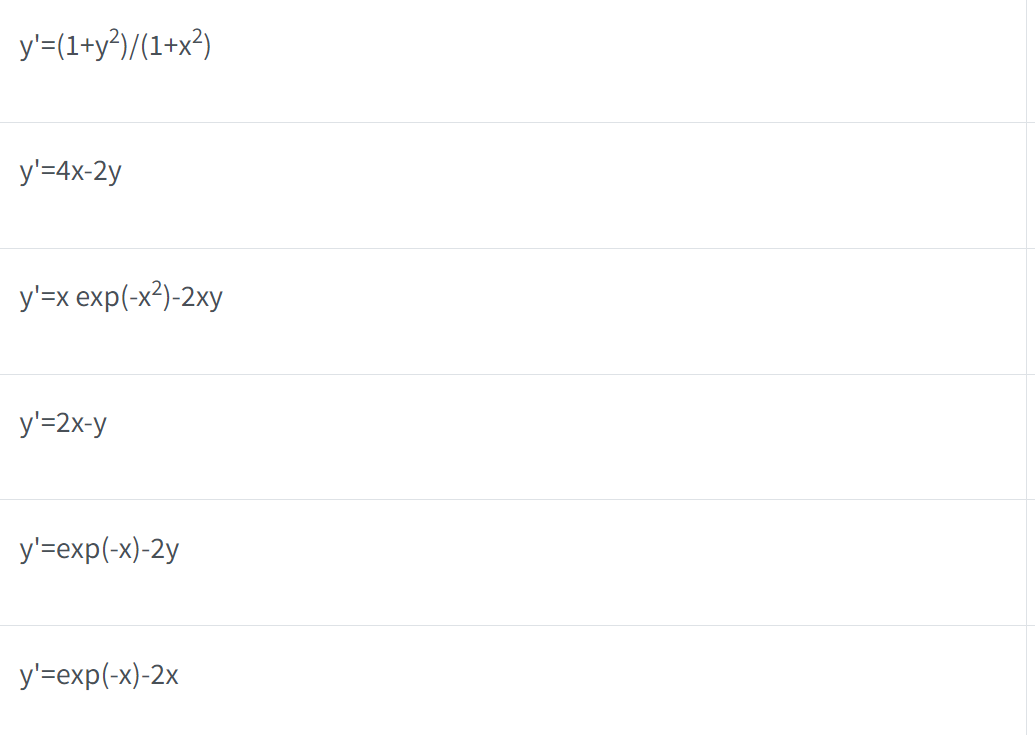 y'=(1+y²)/(1+x²)
y'=4x-2y
y'=x exp(-x²)-2xy
y'=2x-y
y'=exp(-x)-2y
y'=exp(-x)-2x